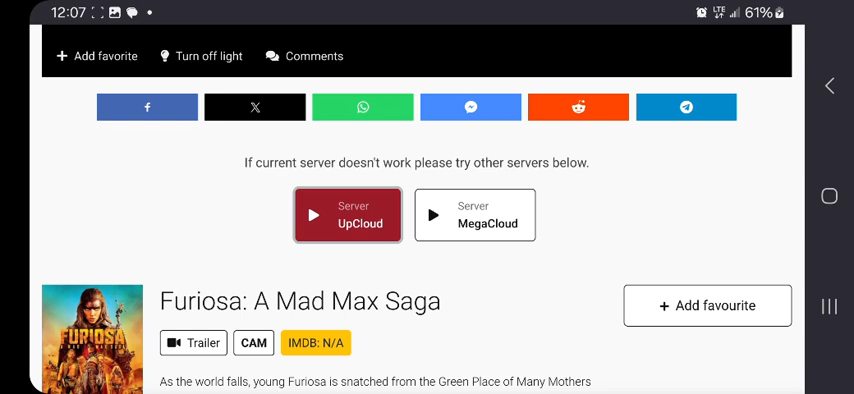 12:07 LTE 61%
+ Add favorite Turn off light Comments
If current server doesn't work please try other servers below.
Server
UpCloud
Server
MegaCloud
Furiosa: A Mad Max Saga
+ Add favourite
Trailer CAM IMDB: N/A
FURIOSA
As the world falls, young Furiosa is snatched from the Green Place of Many Mothers